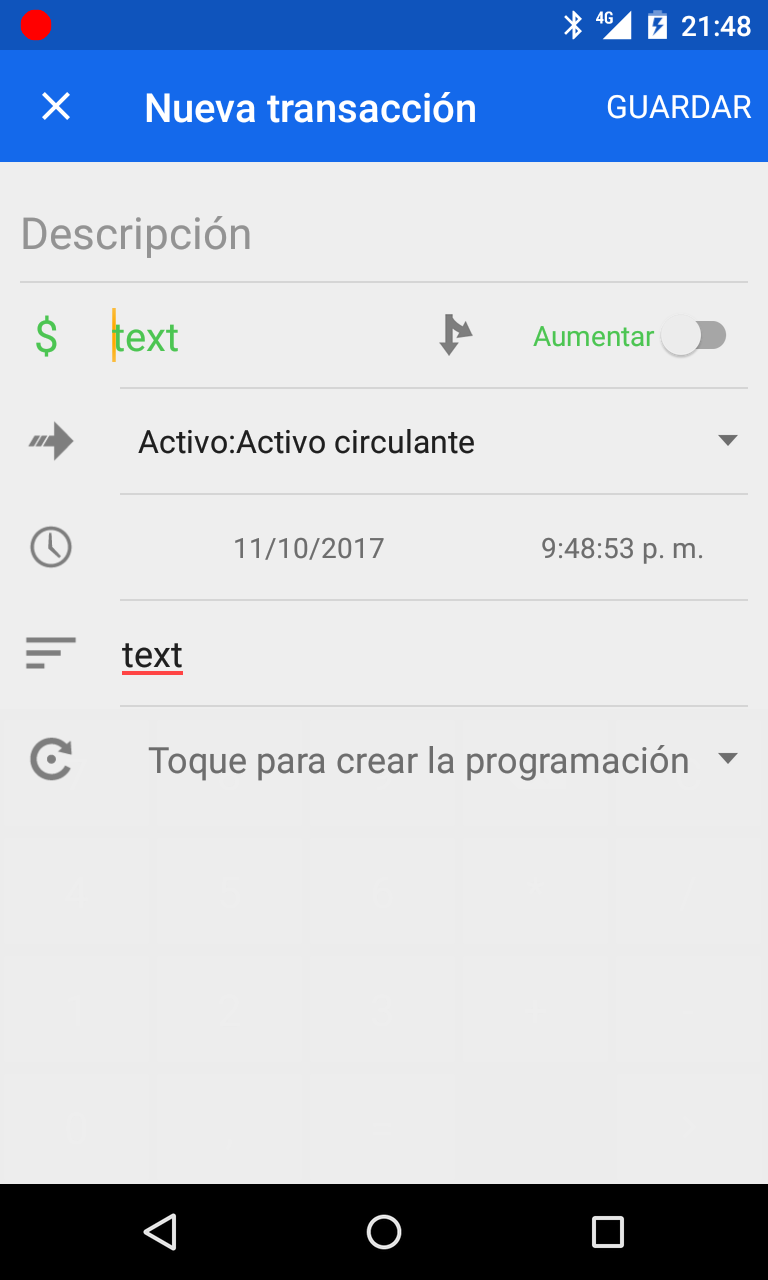 4G 21:48
Nueva transacción GUARDAR
Descripción
$ text Aumentar
Activo:Activo circulante
11/10/2017 9:48:53 p. m.
text
Toque para crear la programación